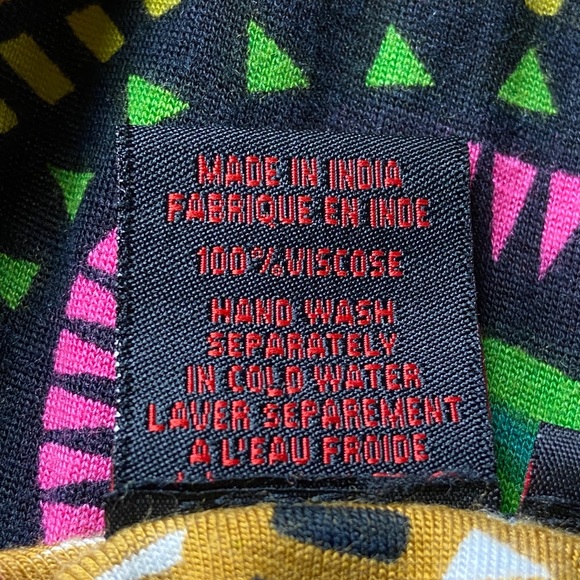 MADE IN INDIA
FABRIQUE EN INDE
100% VISCOSE
HAND WASH
SEPARATELY
IN COLD WATER
LAVER SEPAREMENT
A L'EAU FROIDE